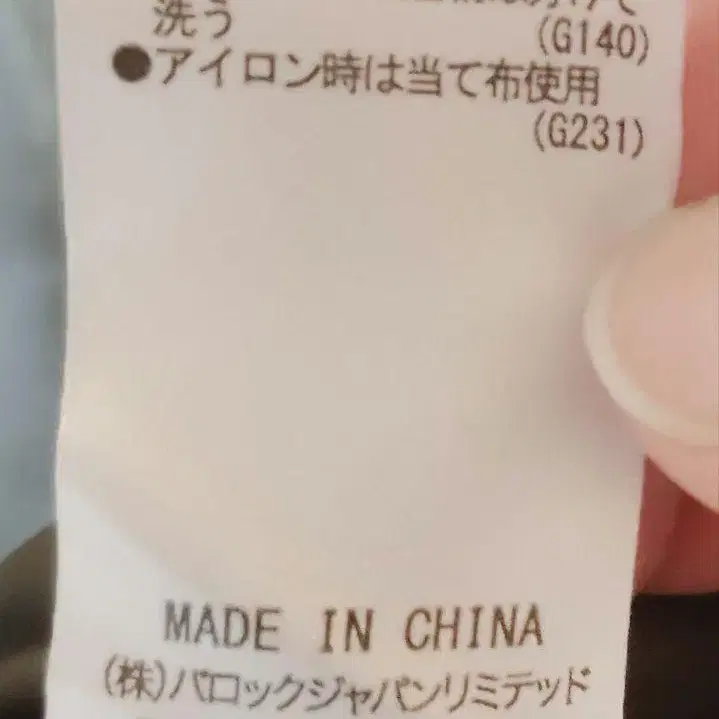 洗う
(G140)
●アイロン時は当て布使用
(G231)
MADE IN CHINA
(株)バロックジャパンリミテッド